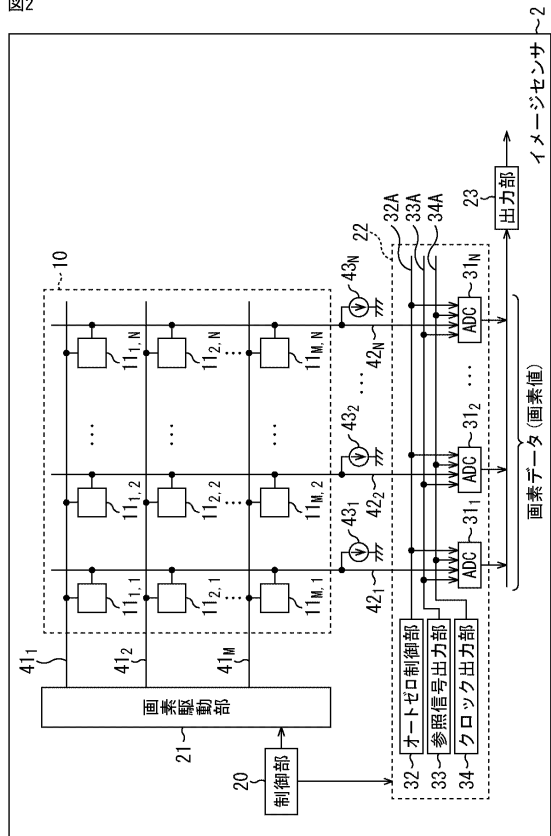 図2
10
41₁
41₂
41M
11₁,₁
11₁,₂
...
11₁,N
11₂,₁
11₂,₂
...
11₂,N
...
...
...
11M,₁
11M,₂
...
11M,N
画素駆動部
21
20
制御部
43₁
43₂
43N
42₁
42₂
...
42N
22
32
オートゼロ制御部
32A
33
参照信号出力部
33A
34
クロック出力部
34A
ADC
31₁
ADC
31₂
...
ADC
31N
画素データ(画素値)
23
出力部
イメージセンサ
2